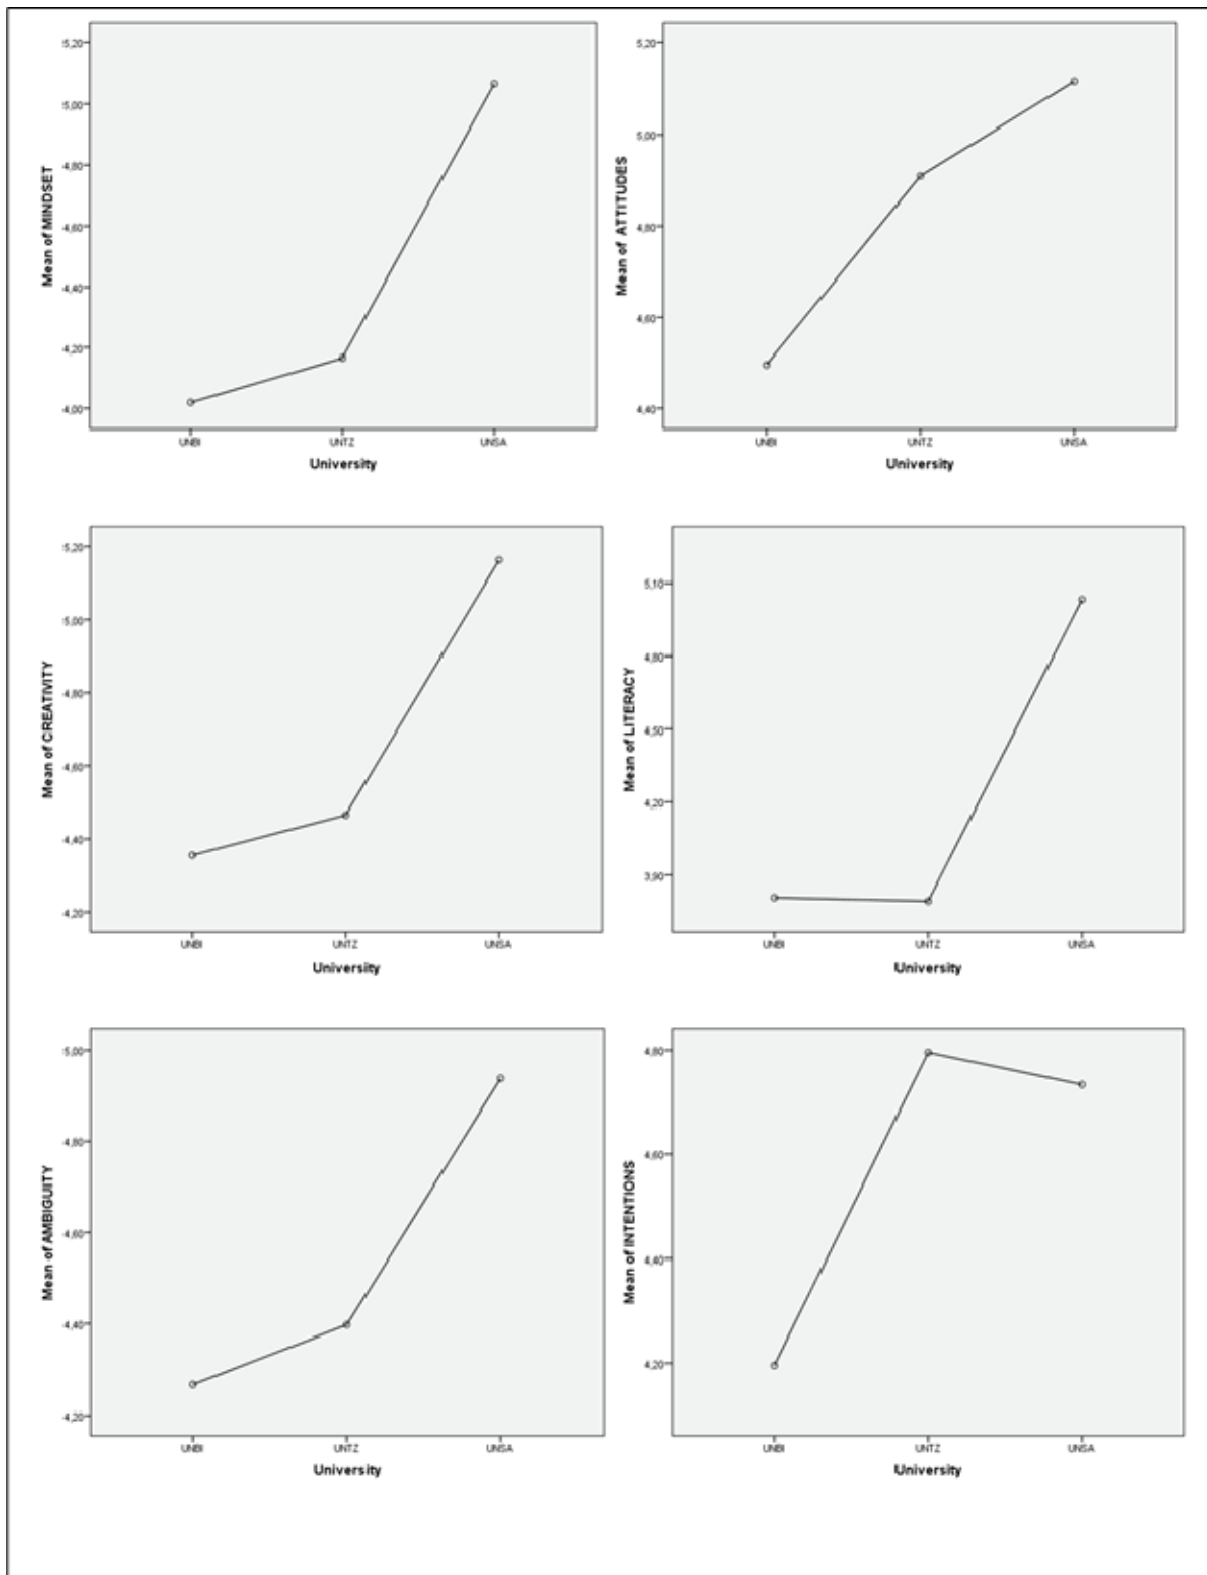 Mean of MINDSET
5,20
5,00
-4,80
-4,60
-4,40
-4,20
-4,00
UNBI UNTZ UNSA
University
Mean of ATTITUDES
5,20
5,00
4,80
4,60
4,40
UNBI UNTZ UNSA
University
Mean of CREATIVITY
5,20
5,00
-4,80
-4,60
-4,40
-4,20
UNBI UNTZ UNSA
University
Mean of LITERACY
5,10
4,80
4,50
4,20
3,90
UNBI UNTZ UNSA
University
Mean of AMBIGUITY
5,00
-4,80
-4,60
-4,40
-4,20
UNBI UNTZ UNSA
University
Mean of INTENTIONS
4,80
4,60
4,40
4,20
UNBI UNTZ UNSA
University